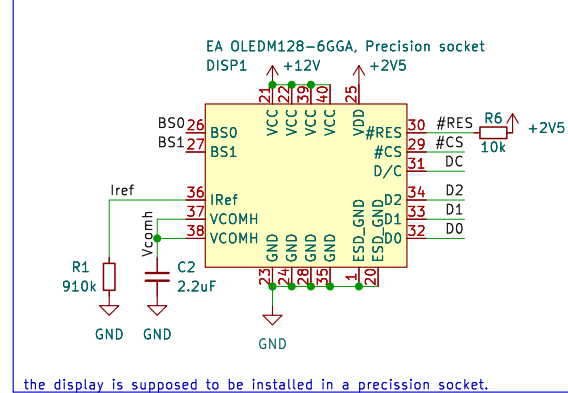 EA OLEDM128-6GGA, Precision socket
DISP1
+12V
+2V5
21
22
39
40
25
VCC
VCC
VCC
VCC
VDD
BS0
26
BS0
BS1
27
BS1
#RES
30
#RES
R6
10k
+2V5
#CS
29
#CS
D/C
31
DC
Iref
36
IRef
D2
34
D2
37
VCOMH
D1
33
D1
Vcomh
38
VCOMH
D0
32
D0
GND
GND
GND
GND
ESD_GND
ESD_GND
23
24
28
35
1
20
R1
910k
C2
2.2uF
GND
GND
GND
the display is supposed to be installed in a precission socket.